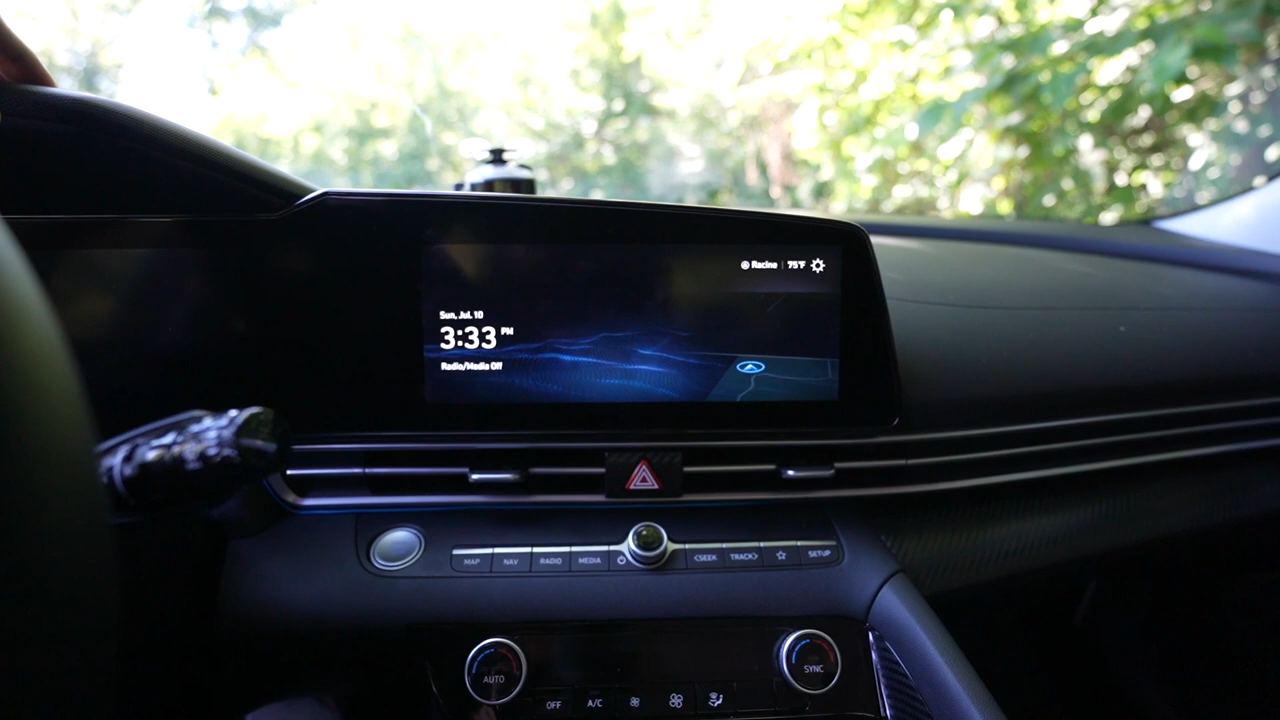 Racine 75°F
Sun, Jul. 10
3:33 PM
Radio/Media Off
MAP NAV RADIO MEDIA <SEEK TRACK> SETUP
AUTO SYNC
OFF A/C